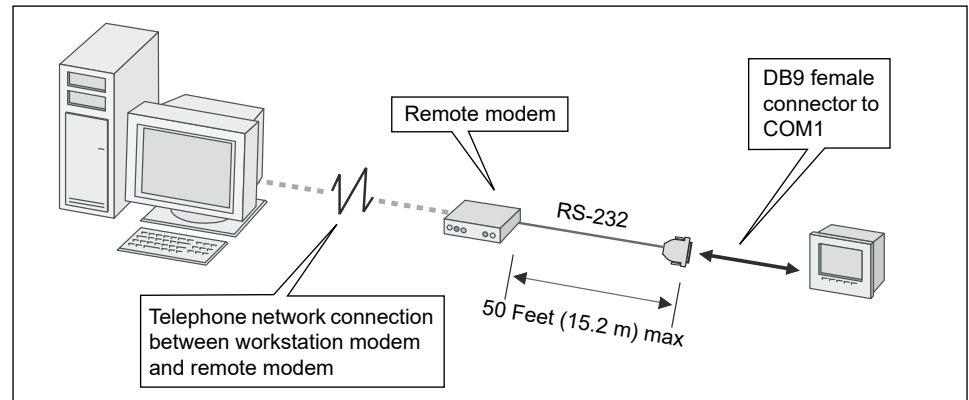 DB9 female
connector to
COM1
Remote modem
RS-232
50 Feet (15.2 m) max
Telephone network connection
between workstation modem
and remote modem